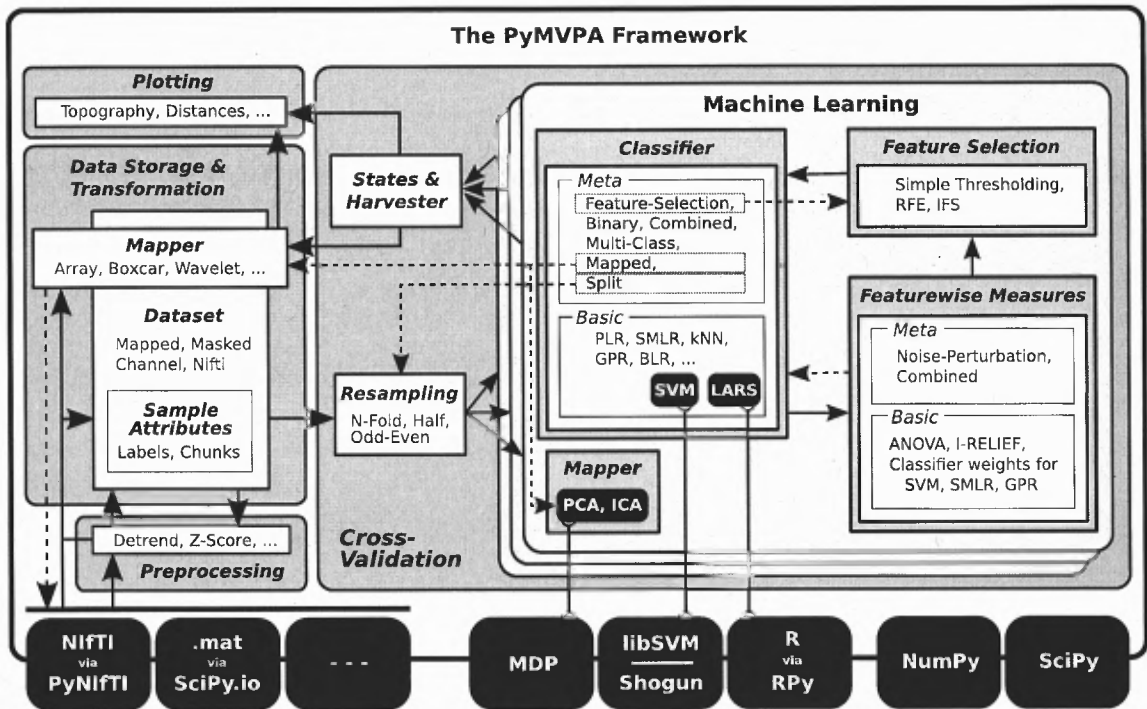 The PyMVPA Framework
Plotting
Topography, Distances, ...
Data Storage &
Transformation
Mapper
Array, Boxcar, Wavelet, ...
Dataset
Mapped, Masked
Channel, Nifti
Sample
Attributes
Labels, Chunks
Detrend, Z-Score, ...
Preprocessing
States &
Harvester
Resampling
N-Fold, Half,
Odd-Even
Cross-
Validation
Machine Learning
Classifier
Meta
Feature-Selection,
Binary, Combined,
Multi-Class,
Mapped,
Split
Basic
PLR, SMLR, kNN,
GPR, BLR, ...
SVM
LARS
Mapper
PCA, ICA
Feature Selection
Simple Thresholding,
RFE, IFS
Featurewise Measures
Meta
Noise-Perturbation,
Combined
Basic
ANOVA, I-RELIEF,
Classifier weights for
SVM, SMLR, GPR
NIfTI
via
PyNIfTI
.mat
via
SciPy.io
- - -
MDP
libSVM
Shogun
R
via
RPy
NumPy
SciPy